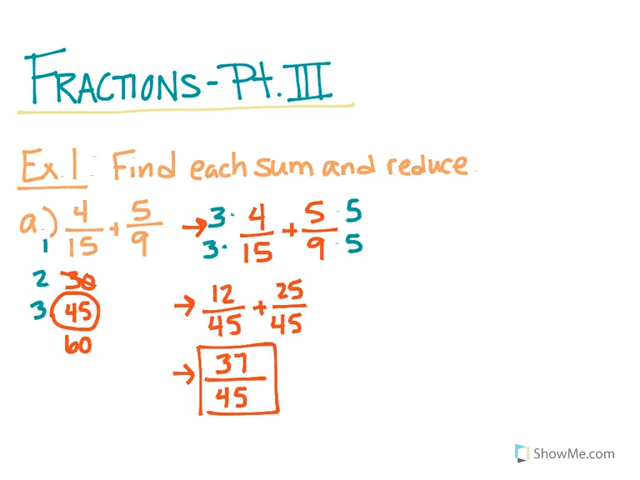 FRACTIONS - Pt. III
Ex. 1 : Find each sum and reduce.
a.) 4/15 + 5/9 → 3· 4/3· 15 + 5 · 5/9 · 5
1
2 30
3 45
60
→ 12/45 + 25/45
→ 37/45
ShowMe.com